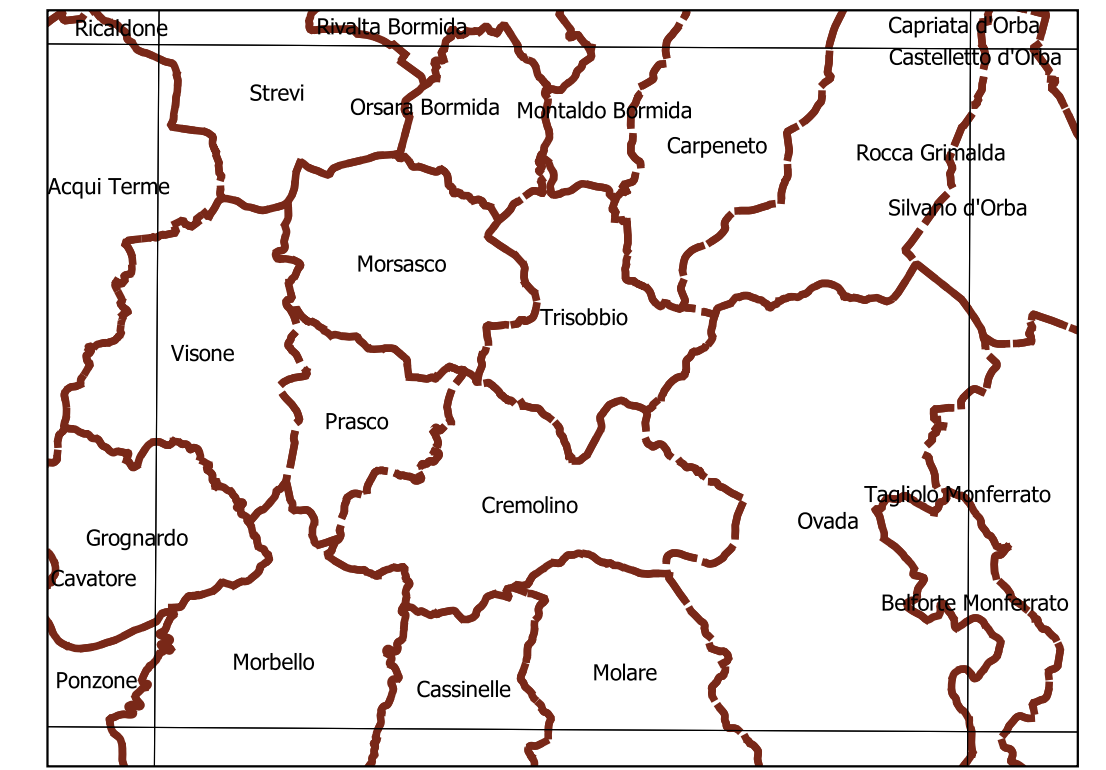 Ricaldone
Rivalta Bormida
Capriata d'Orba
Castelletto d'Orba
Strevi
Orsara Bormida
Montaldo Bormida
Carpeneto
Rocca Grimalda
Acqui Terme
Silvano d'Orba
Morsasco
Trisobbio
Visone
Prasco
Tagliolo Monferrato
Cremolino
Ovada
Grognardo
Cavatore
Belforte Monferrato
Morbello
Molare
Ponzone
Cassinelle